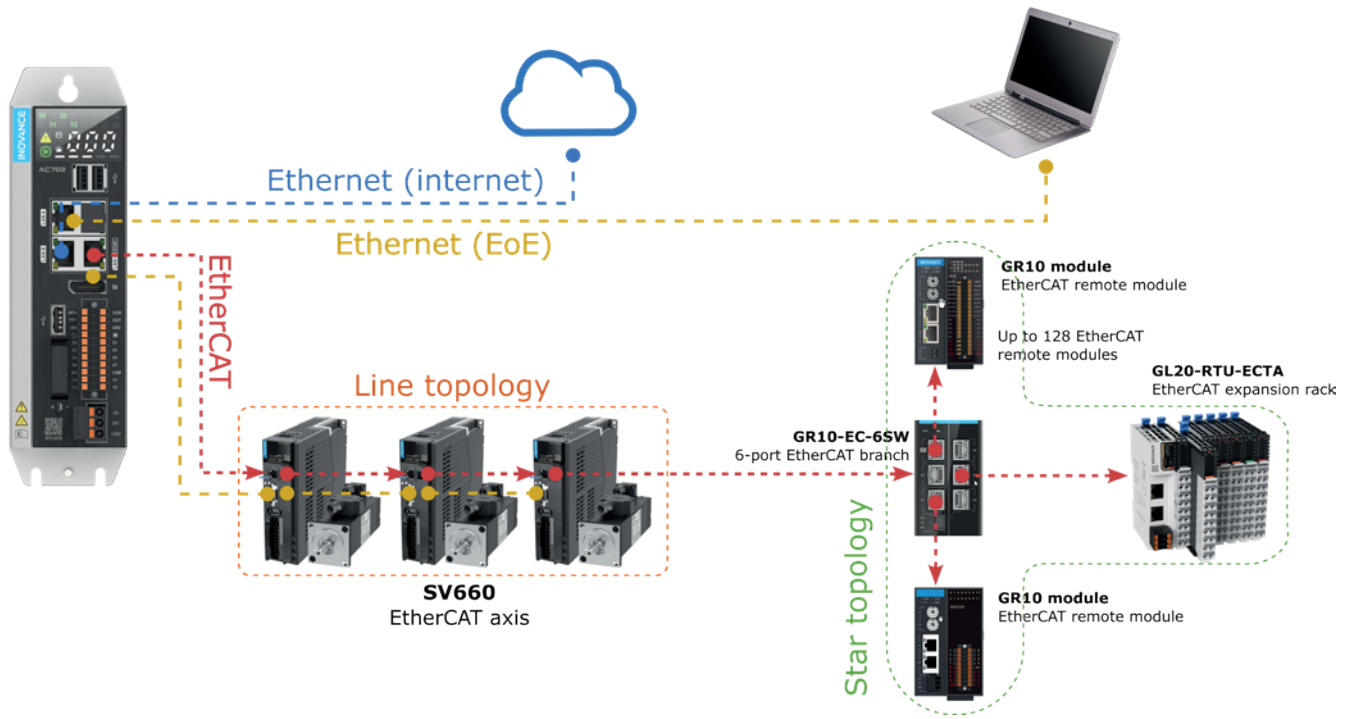 INOVANCE
AC703
Ethernet (internet)
Ethernet (EoE)
EtherCAT
Line topology
SV660
EtherCAT axis
GR10-EC-6SW
6-port EtherCAT branch
Star topology
GR10 module
EtherCAT remote module
Up to 128 EtherCAT
remote modules
GL20-RTU-ECTA
EtherCAT expansion rack
GR10 module
EtherCAT remote module